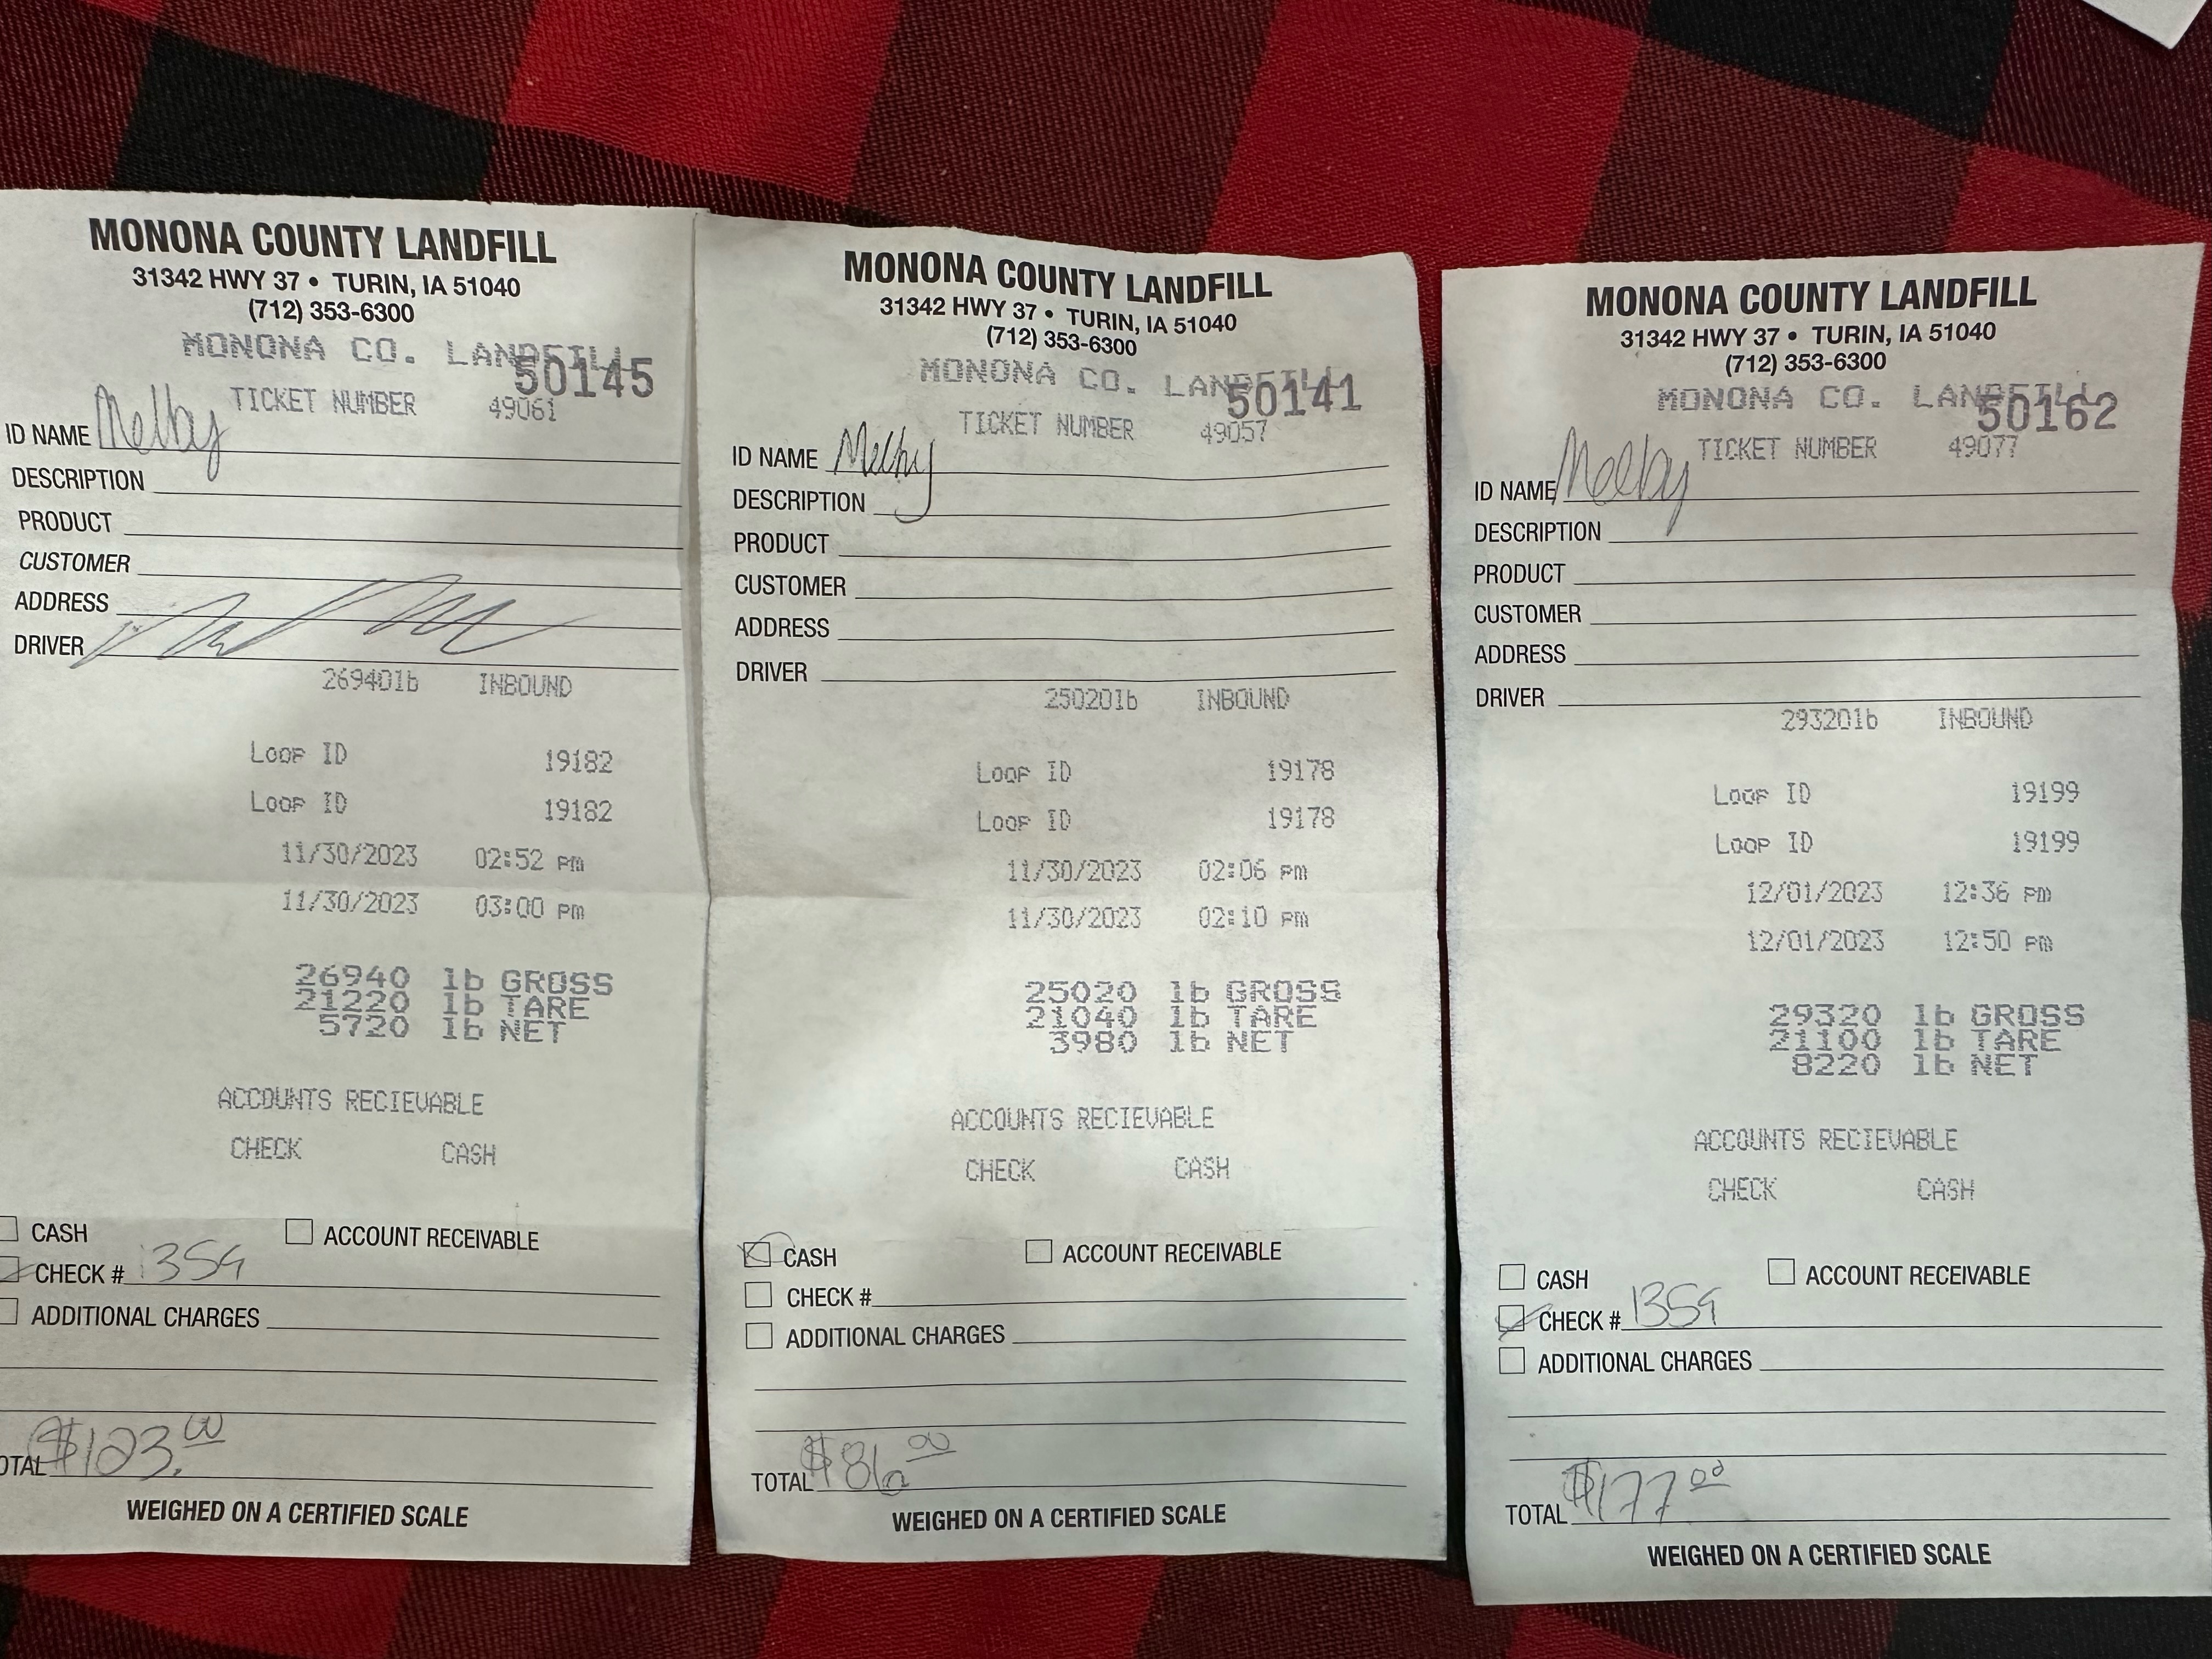 MONONA COUNTY LANDFILL
31342 HWY 37 • TURIN, IA 51040
(712) 353-6300
MONONA CO. LANDFILL
50145
TICKET NUMBER 49061
ID NAME Melby
DESCRIPTION
PRODUCT
CUSTOMER
ADDRESS
DRIVER
26940lb INBOUND
Loop ID 19182
Loop ID 19182
11/30/2023 02:52 pm
11/30/2023 03:00 pm
26940 lb GROSS
21220 lb TARE
5720 lb NET
ACCOUNTS RECIEVABLE
CHECK CASH
CASH ACCOUNT RECEIVABLE
CHECK # 1359
ADDITIONAL CHARGES
OTAL $123.00
WEIGHED ON A CERTIFIED SCALE
MONONA COUNTY LANDFILL
31342 HWY 37 • TURIN, IA 51040
(712) 353-6300
MONONA CO. LANDFILL
50141
TICKET NUMBER 49057
ID NAME Melby
DESCRIPTION
PRODUCT
CUSTOMER
ADDRESS
DRIVER
25020lb INBOUND
Loop ID 19178
Loop ID 19178
11/30/2023 02:06 pm
11/30/2023 02:10 pm
25020 lb GROSS
21040 lb TARE
3980 lb NET
ACCOUNTS RECIEVABLE
CHECK CASH
CASH ACCOUNT RECEIVABLE
CHECK #
ADDITIONAL CHARGES
TOTAL $86 00
WEIGHED ON A CERTIFIED SCALE
MONONA COUNTY LANDFILL
31342 HWY 37 • TURIN, IA 51040
(712) 353-6300
MONONA CO. LANDFILL
50162
TICKET NUMBER 49077
ID NAME Melby
DESCRIPTION
PRODUCT
CUSTOMER
ADDRESS
DRIVER
29320lb INBOUND
Loop ID 19199
Loop ID 19199
12/01/2023 12:36 pm
12/01/2023 12:50 pm
29320 lb GROSS
21100 lb TARE
8220 lb NET
ACCOUNTS RECIEVABLE
CHECK CASH
CASH ACCOUNT RECEIVABLE
CHECK # 1359
ADDITIONAL CHARGES
TOTAL $177 00
WEIGHED ON A CERTIFIED SCALE